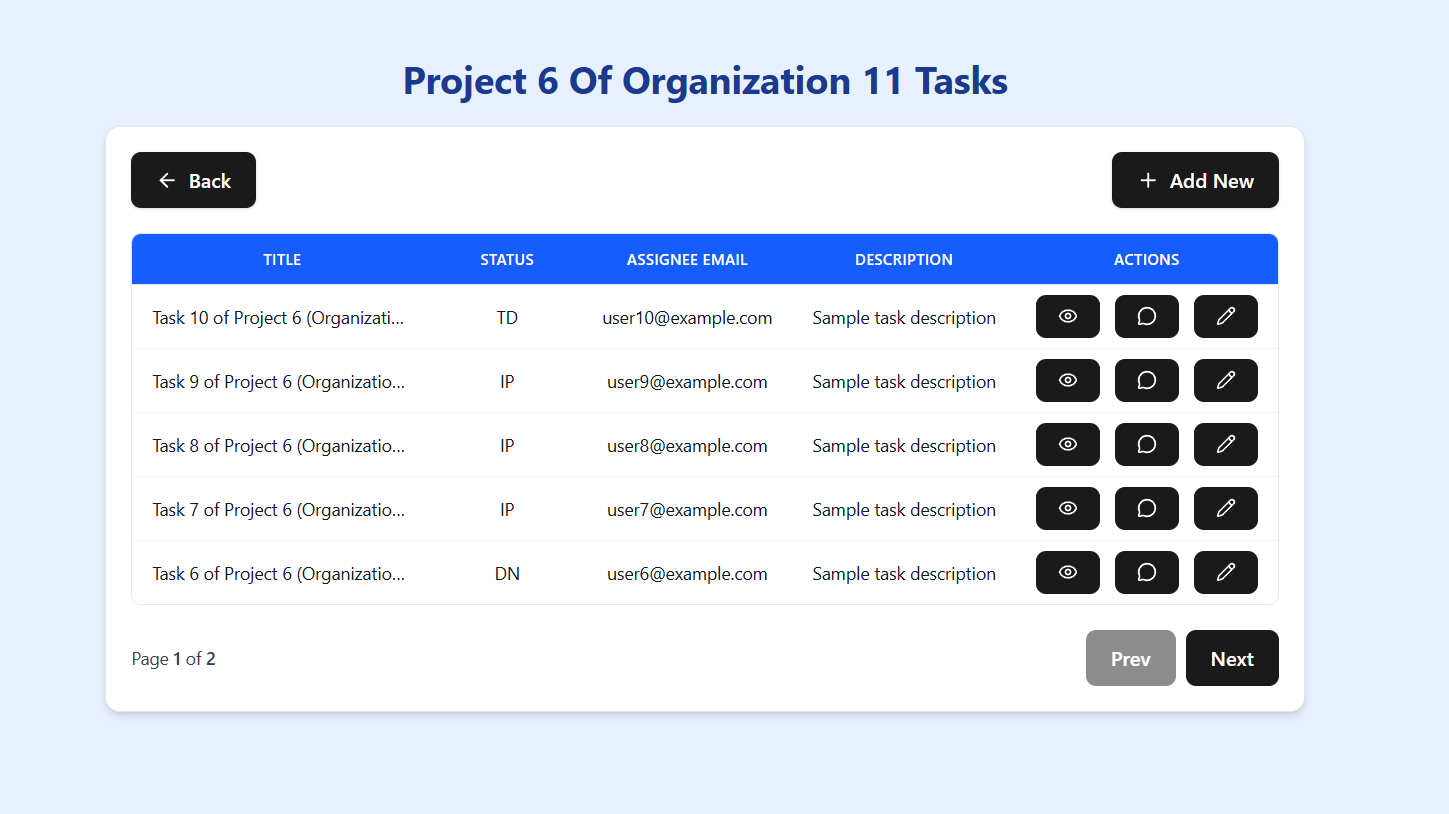 Project 6 Of Organization 11 Tasks
Back
Add New
TITLE STATUS ASSIGNEE EMAIL DESCRIPTION ACTIONS
Task 10 of Project 6 (Organizati... TD user10@example.com Sample task description
Task 9 of Project 6 (Organizatio... IP user9@example.com Sample task description
Task 8 of Project 6 (Organizatio... IP user8@example.com Sample task description
Task 7 of Project 6 (Organizatio... IP user7@example.com Sample task description
Task 6 of Project 6 (Organizatio... DN user6@example.com Sample task description
Page 1 of 2
Prev
Next